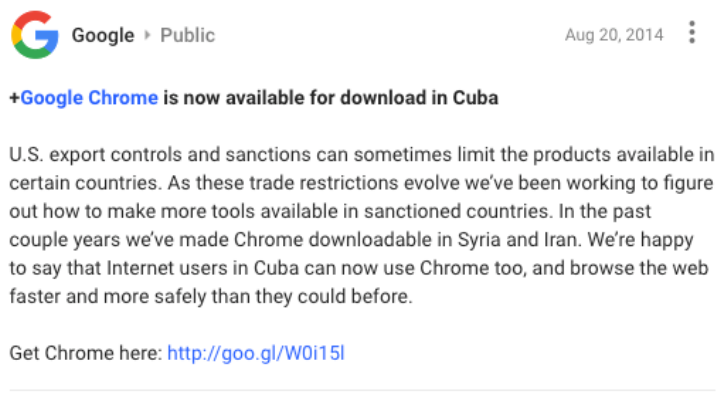 Google ▸ Public Aug 20, 2014
+Google Chrome is now available for download in Cuba
U.S. export controls and sanctions can sometimes limit the products available in
certain countries. As these trade restrictions evolve we've been working to figure
out how to make more tools available in sanctioned countries. In the past
couple years we've made Chrome downloadable in Syria and Iran. We're happy
to say that Internet users in Cuba can now use Chrome too, and browse the web
faster and more safely than they could before.
Get Chrome here: http://goo.gl/W0i15l